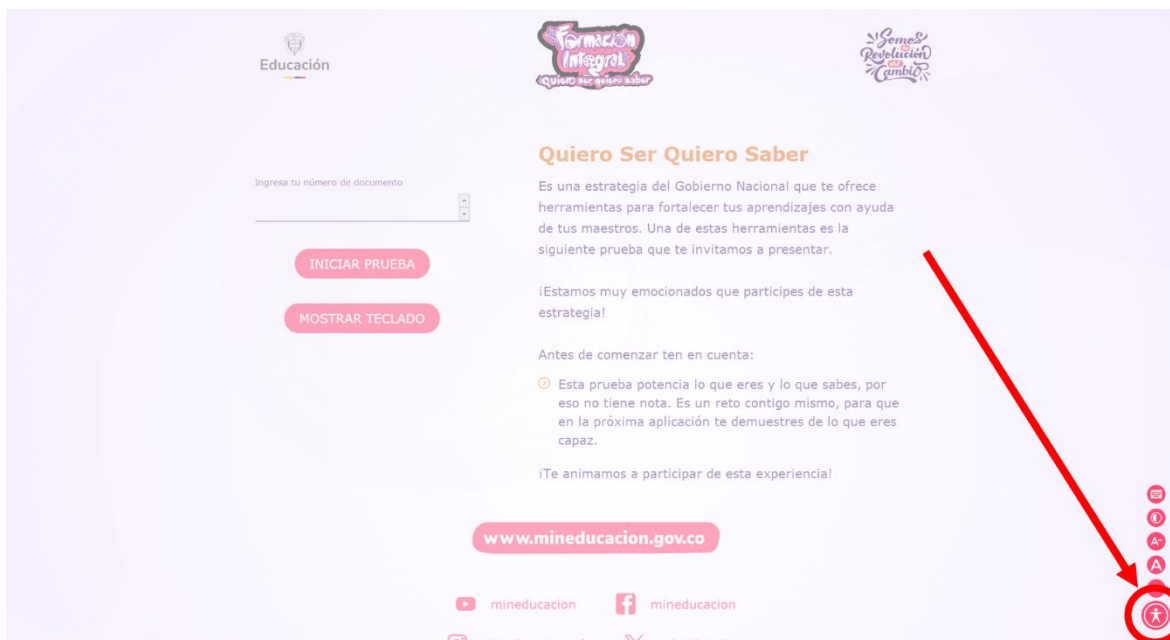 Educación
Formación
Integral
Quiero ser quiero saber
Somos
la
Revolución
del
Cambio
Ingresa tu número de documento
INICIAR PRUEBA
MOSTRAR TECLADO
Quiero Ser Quiero Saber
Es una estrategia del Gobierno Nacional que te ofrece
herramientas para fortalecer tus aprendizajes con ayuda
de tus maestros. Una de estas herramientas es la
siguiente prueba que te invitamos a presentar.
¡Estamos muy emocionados que participes de esta
estrategia!
Antes de comenzar ten en cuenta:
Esta prueba potencia lo que eres y lo que sabes, por
eso no tiene nota. Es un reto contigo mismo, para que
en la próxima aplicación te demuestres de lo que eres
capaz.
¡Te animamos a participar de esta experiencia!
www.mineducacion.gov.co
mineducacion
mineducacion
A-
A